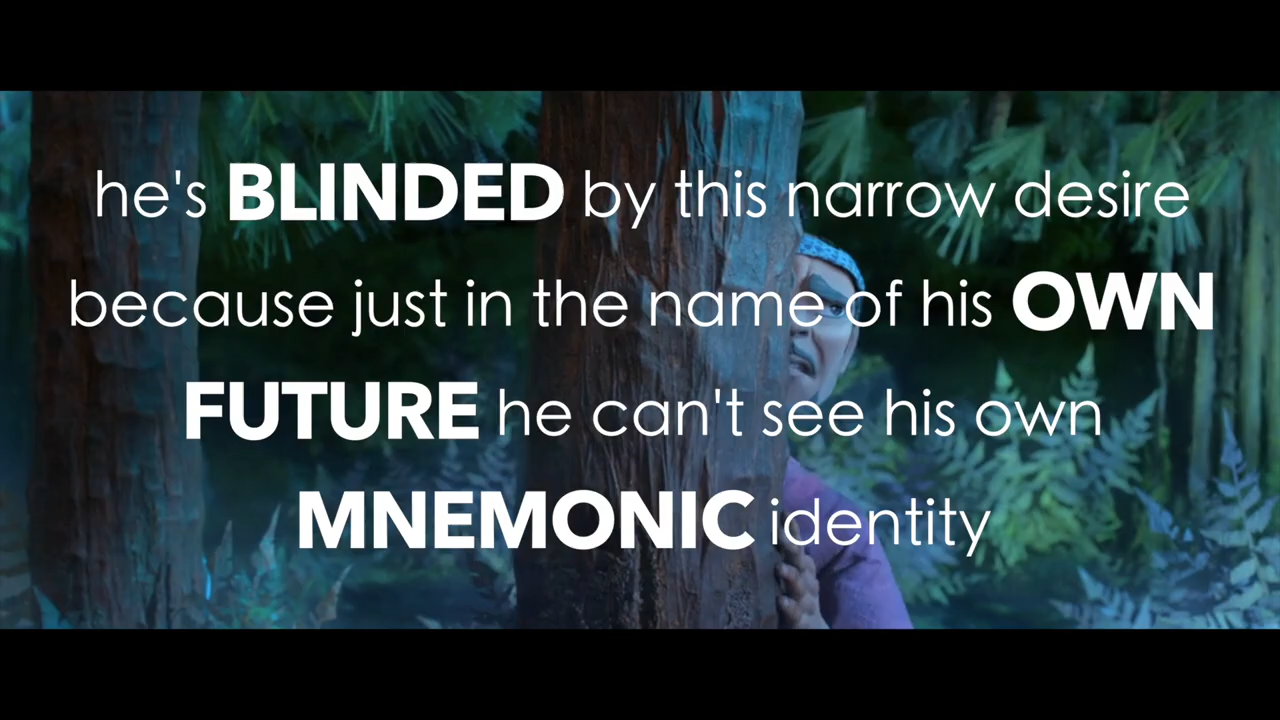 he's BLINDED by this narrow desire
because just in the name of his OWN
FUTURE he can't see his own
MNEMONIC identity